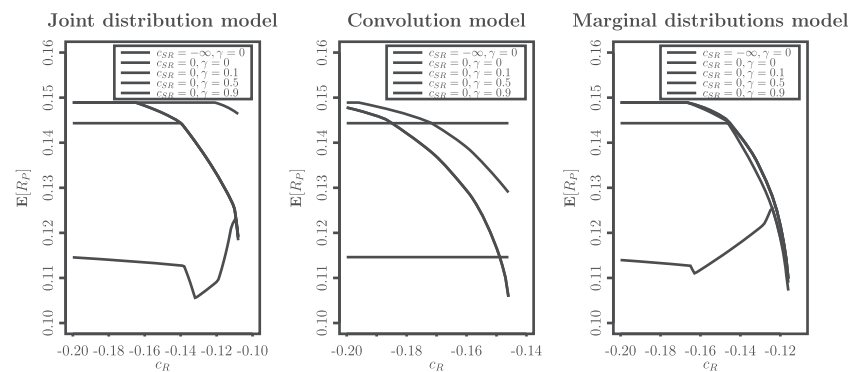 Joint distribution model
0.16
0.15
0.14
0.13
0.12
0.11
0.10
E[R_P]
c_SR = −∞, γ = 0
c_SR = 0, γ = 0
c_SR = 0, γ = 0.1
c_SR = 0, γ = 0.5
c_SR = 0, γ = 0.9
-0.20 -0.18 -0.16 -0.14 -0.12 -0.10
c_R
Convolution model
0.16
0.15
0.14
0.13
0.12
0.11
0.10
E[R_P]
c_SR = −∞, γ = 0
c_SR = 0, γ = 0
c_SR = 0, γ = 0.1
c_SR = 0, γ = 0.5
c_SR = 0, γ = 0.9
-0.20 -0.18 -0.16 -0.14
c_R
Marginal distributions model
0.16
0.15
0.14
0.13
0.12
0.11
0.10
E[R_P]
c_SR = −∞, γ = 0
c_SR = 0, γ = 0
c_SR = 0, γ = 0.1
c_SR = 0, γ = 0.5
c_SR = 0, γ = 0.9
-0.20 -0.18 -0.16 -0.14 -0.12
c_R